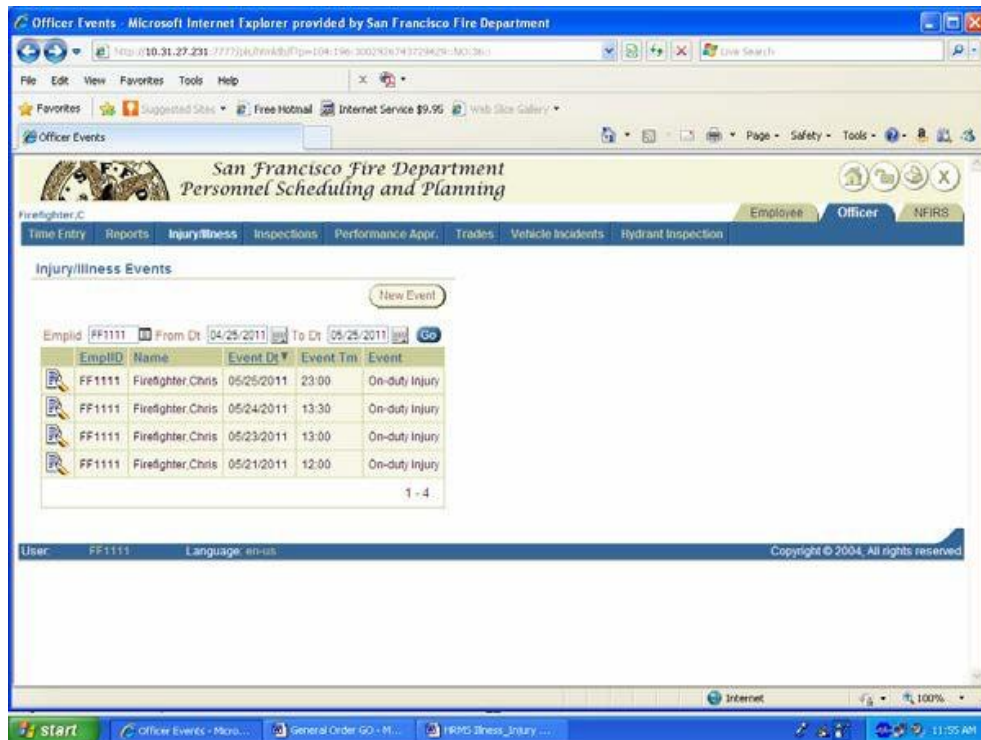 Officer Events - Microsoft Internet Explorer provided by San Francisco Fire Department
Live Search
File Edit View Favorites Tools Help
Favorites Suggested Sites Free Hotmail Internet Service $9.95 Web Slice Gallery
Officer Events
Page Safety Tools
San Francisco Fire Department
Personnel Scheduling and Planning
Firefighter,C
Employee Officer NFIRS
Time Entry Reports Injury/Illness Inspections Performance Appr. Trades Vehicle Incidents Hydrant Inspection
Injury/Illness Events
New Event
Emplid FF1111 From Dt 04/25/2011 To Dt 05/25/2011 Go
EmplID Name Event Dt Event Tm Event
FF1111 Firefighter,Chris 05/25/2011 23:00 On-duty Injury
FF1111 Firefighter,Chris 05/24/2011 13:30 On-duty Injury
FF1111 Firefighter,Chris 05/23/2011 13:00 On-duty Injury
FF1111 Firefighter,Chris 05/21/2011 12:00 On-duty Injury
1 - 4
User: FF1111 Language: en-us Copyright © 2004, All rights reserved
Internet 100%
start Officer Events - Micro... General Order GO - M... HRMS Illness_Injury ... 11:55 AM